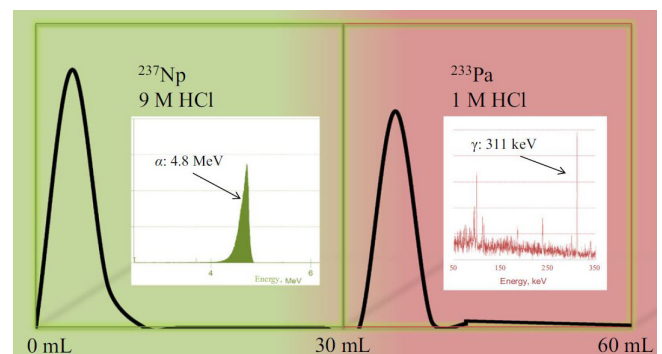 ²³⁷Np
9 M HCl
α: 4.8 MeV
4
6
Energy, MeV
²³³Pa
1 M HCl
γ: 311 keV
50
150
250
350
Energy, keV
0 mL
30 mL
60 mL